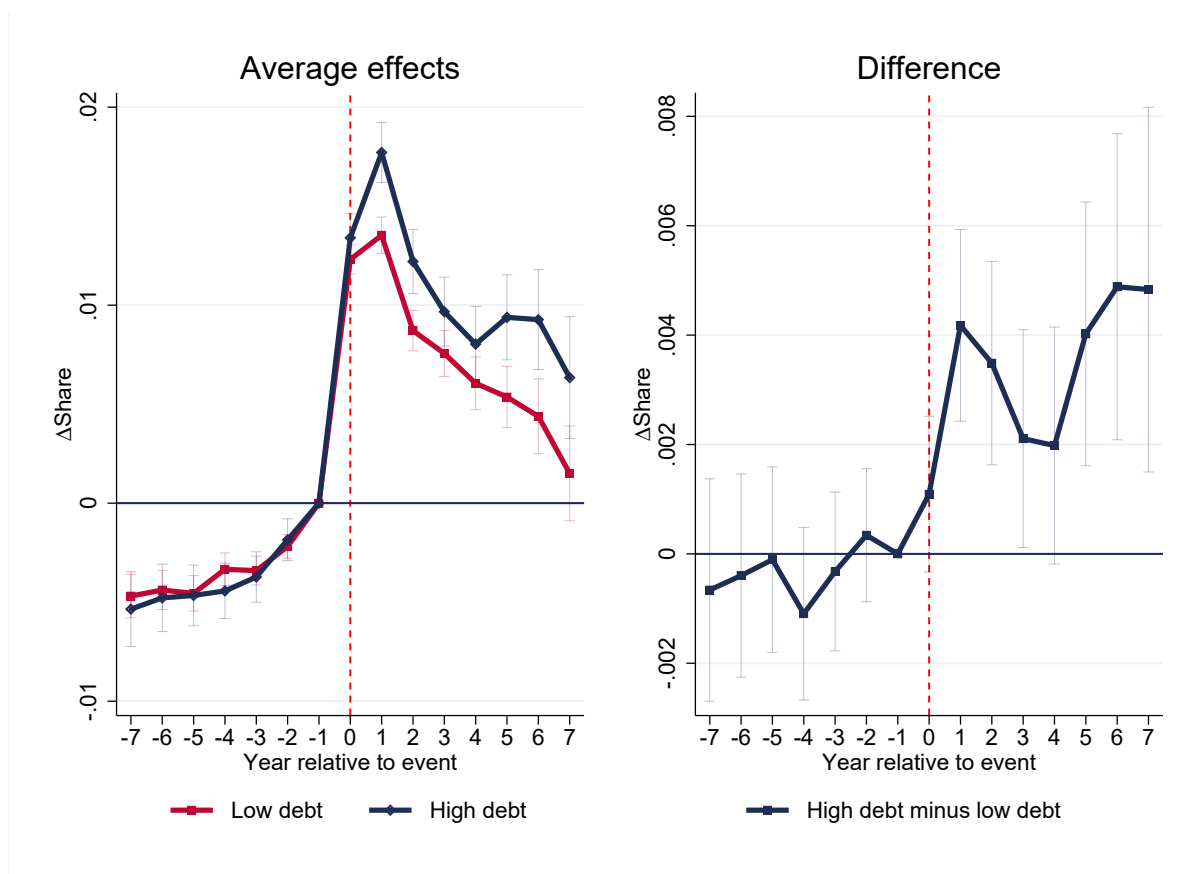 Average effects
.02
.01
0
-.01
ΔShare
-7 -6 -5 -4 -3 -2 -1 0 1 2 3 4 5 6 7
Year relative to event
Low debt
High debt
Difference
.008
.006
.004
.002
0
-.002
ΔShare
-7 -6 -5 -4 -3 -2 -1 0 1 2 3 4 5 6 7
Year relative to event
High debt minus low debt